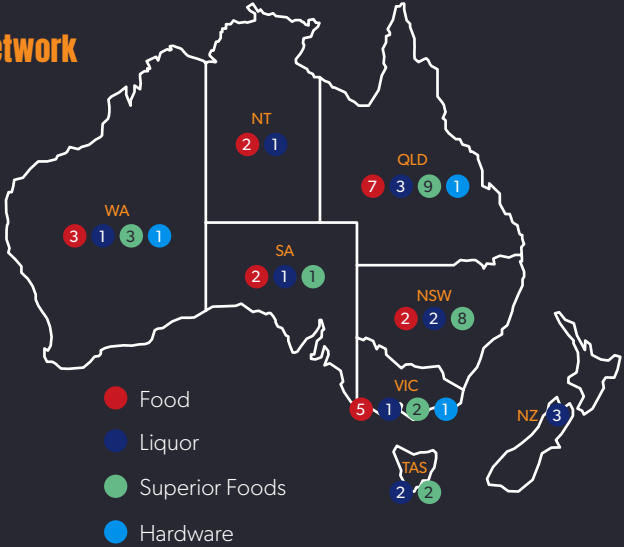 etwork
NT
2 1
QLD
7 3 9 1
WA
3 1 3 1
SA
2 1 1
NSW
2 2 8
VIC
5 1 2 1
NZ 3
TAS
2 2
Food
Liquor
Superior Foods
Hardware